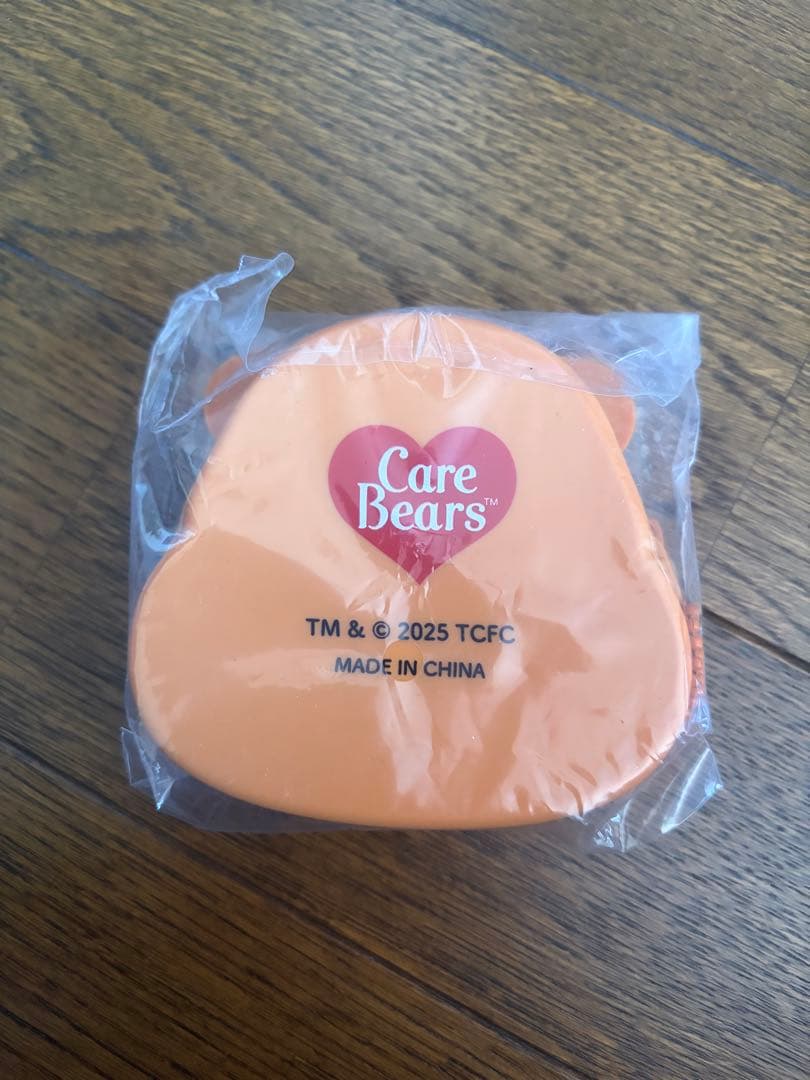 Care
Bears™
TM & © 2025 TCFC
MADE IN CHINA